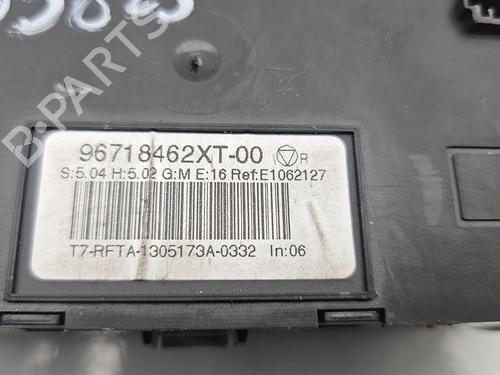 B-PARTS
96718462XT-00 R
S:5.04 H:5.02 G:M E:16 Ref:E1062127
T7-RFTA-1305173A-0332 In:06